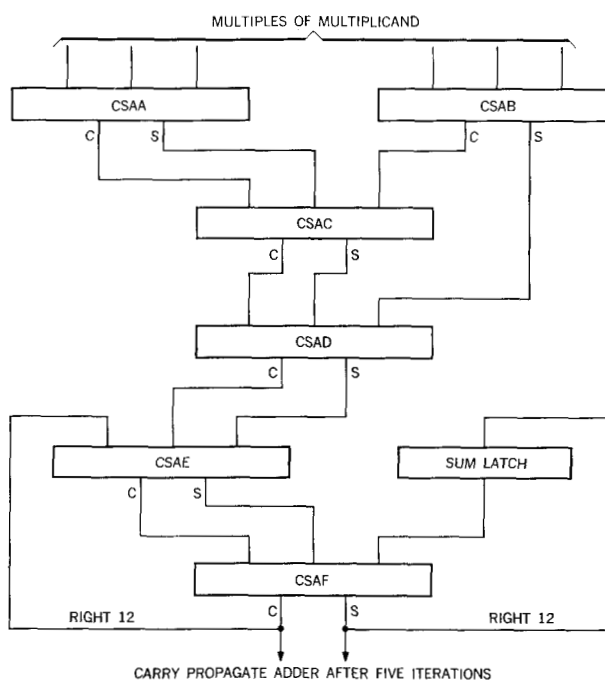 MULTIPLES OF MULTIPLICAND
CSAA
CSAB
C S
C S
CSAC
C S
CSAD
C S
CSAE
SUM LATCH
C S
CSAF
RIGHT 12
C S
RIGHT 12
CARRY PROPAGATE ADDER AFTER FIVE ITERATIONS